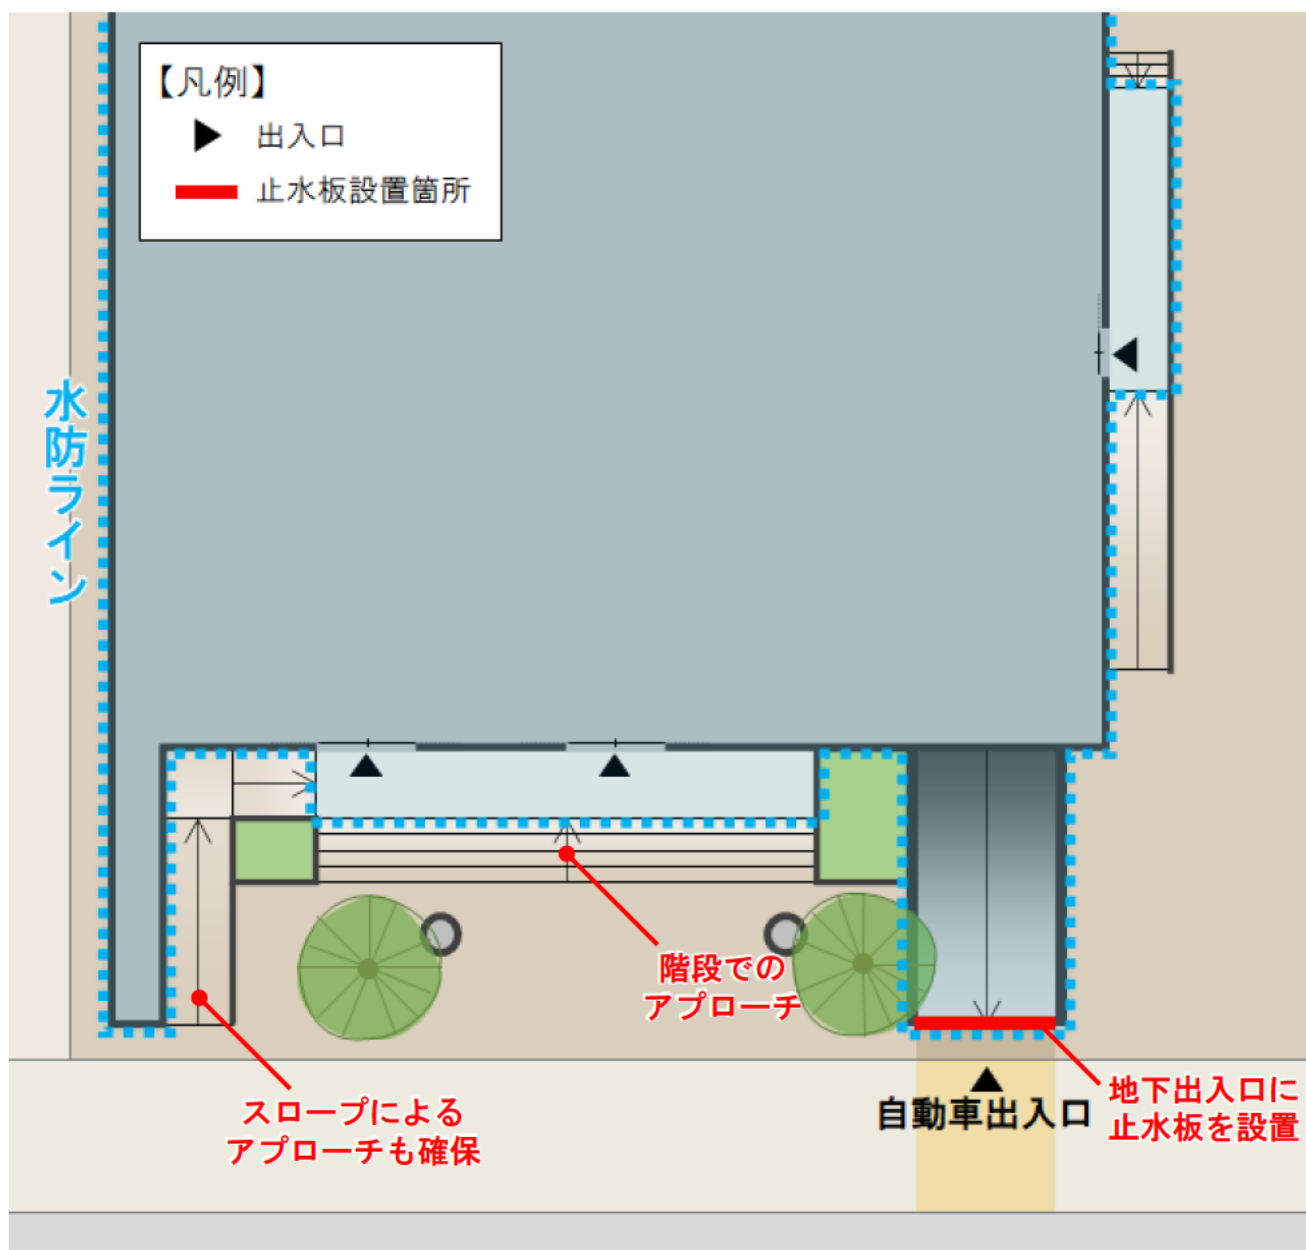 【凡例】
出入口
止水板設置箇所
水防ライン
階段での
アプローチ
スロープによる
アプローチも確保
自動車出入口
地下出入口に
止水板を設置